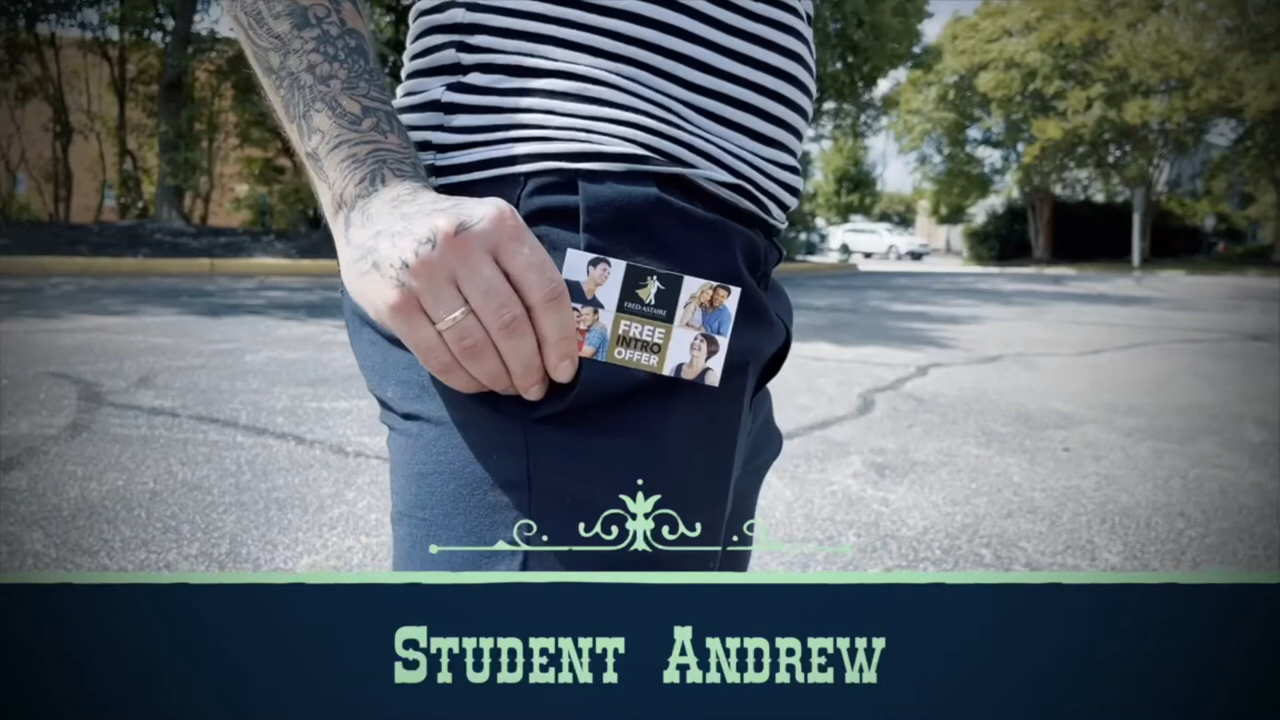 FRED ASTAIRE
FREE
INTRO
OFFER
STUDENT ANDREW